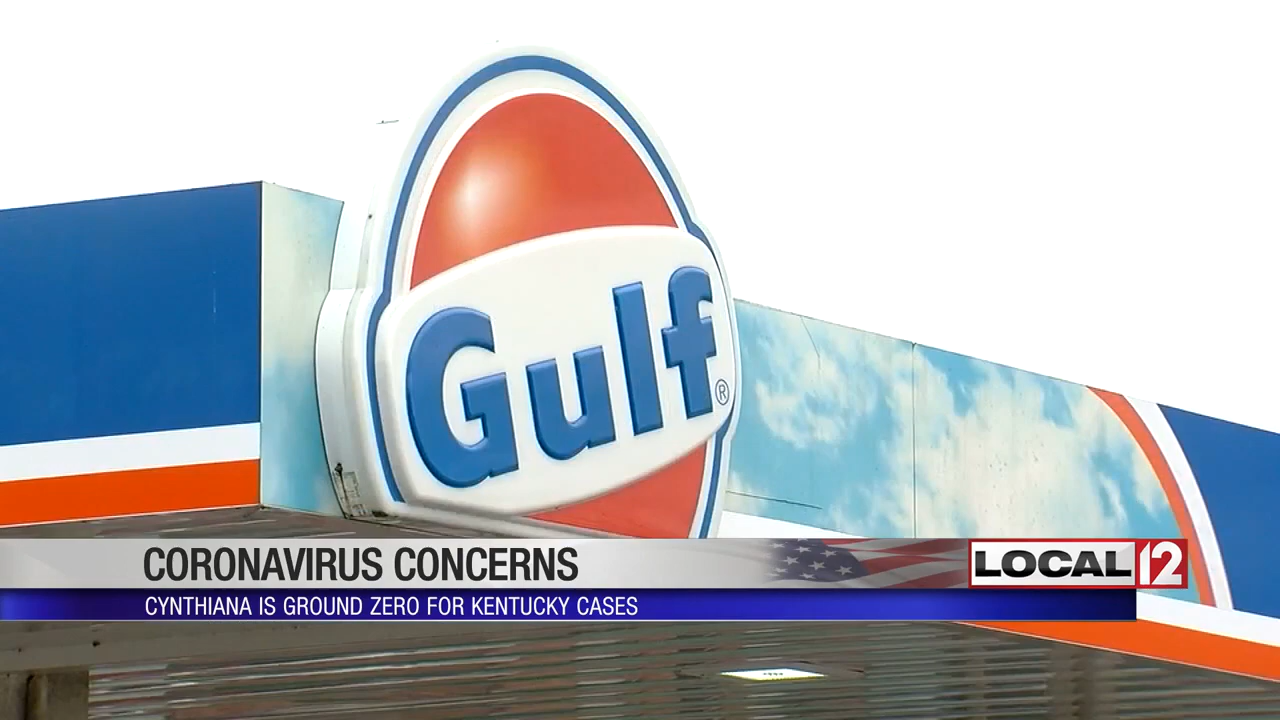 Gulf®
CORONAVIRUS CONCERNS
LOCAL 12
CYNTHIANA IS GROUND ZERO FOR KENTUCKY CASES